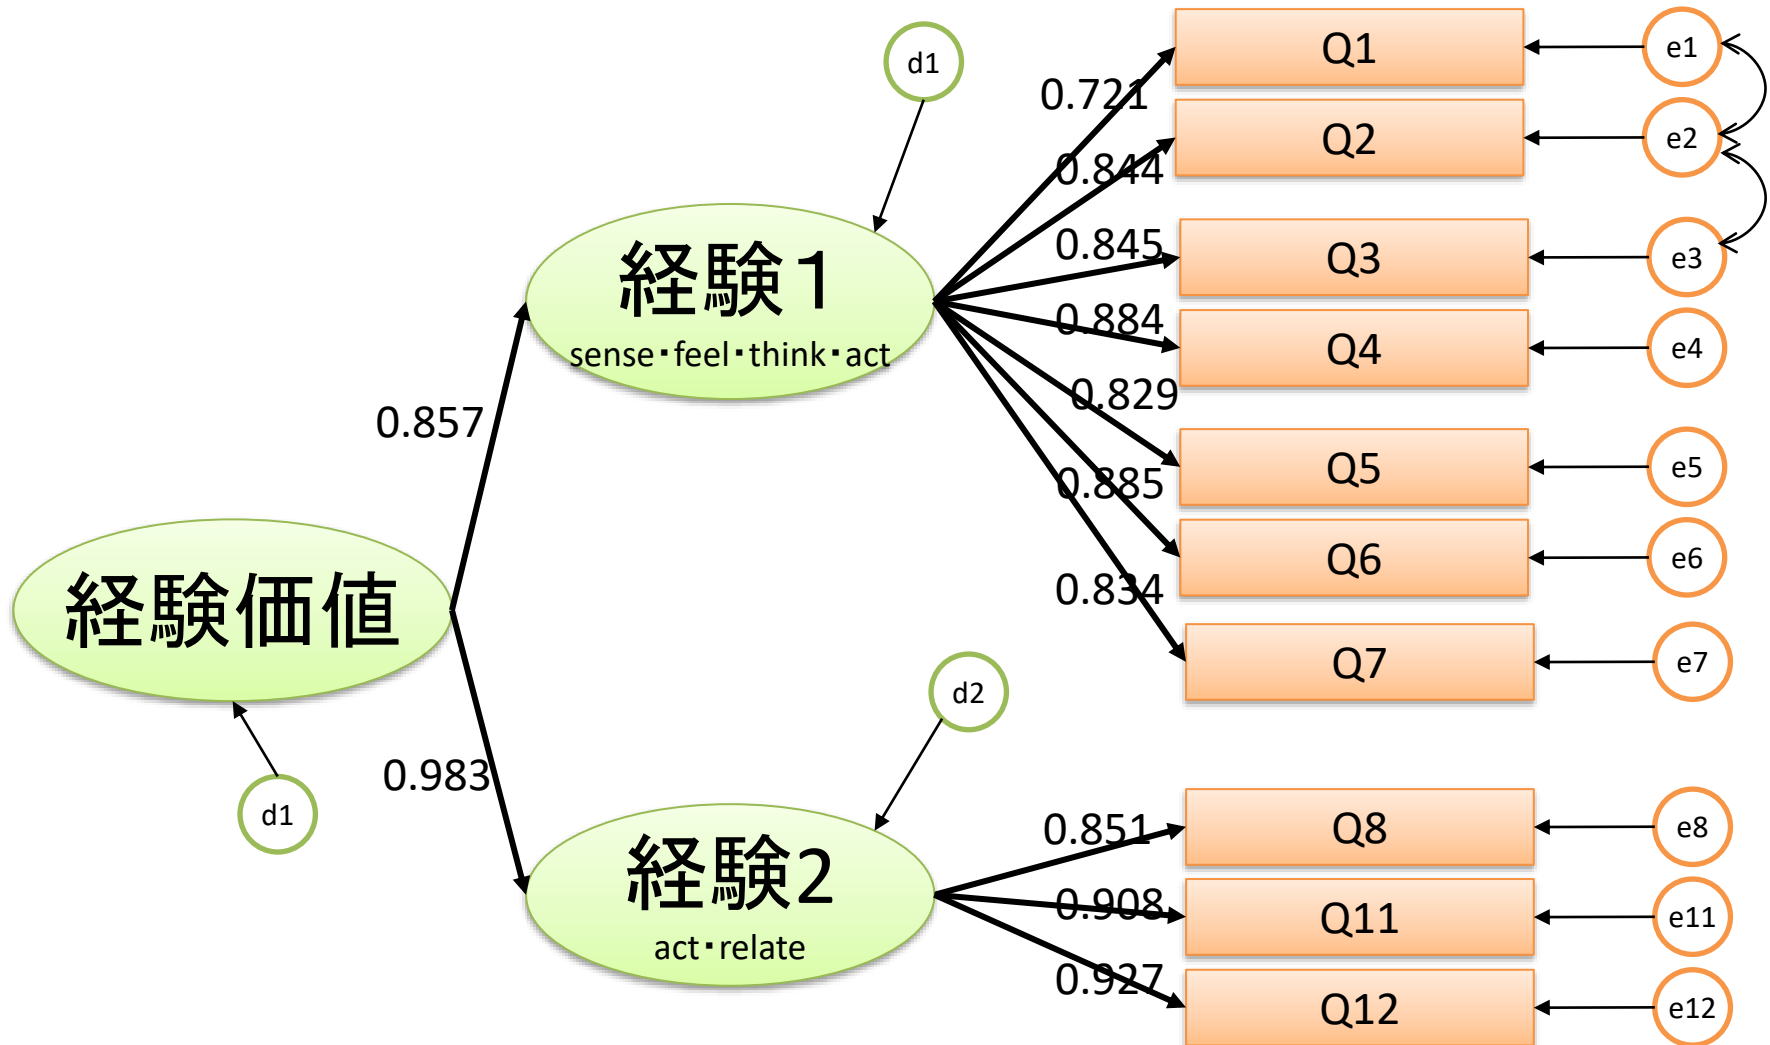 d1
0.721
Q1
e1
0.844
Q2
e2
経験1
sense・feel・think・act
0.845
Q3
e3
0.884
Q4
e4
0.857
0.829
Q5
e5
0.885
Q6
e6
経験価値
0.834
Q7
e7
d2
0.983
d1
経験2
act・relate
0.851
Q8
e8
0.908
Q11
e11
0.927
Q12
e12